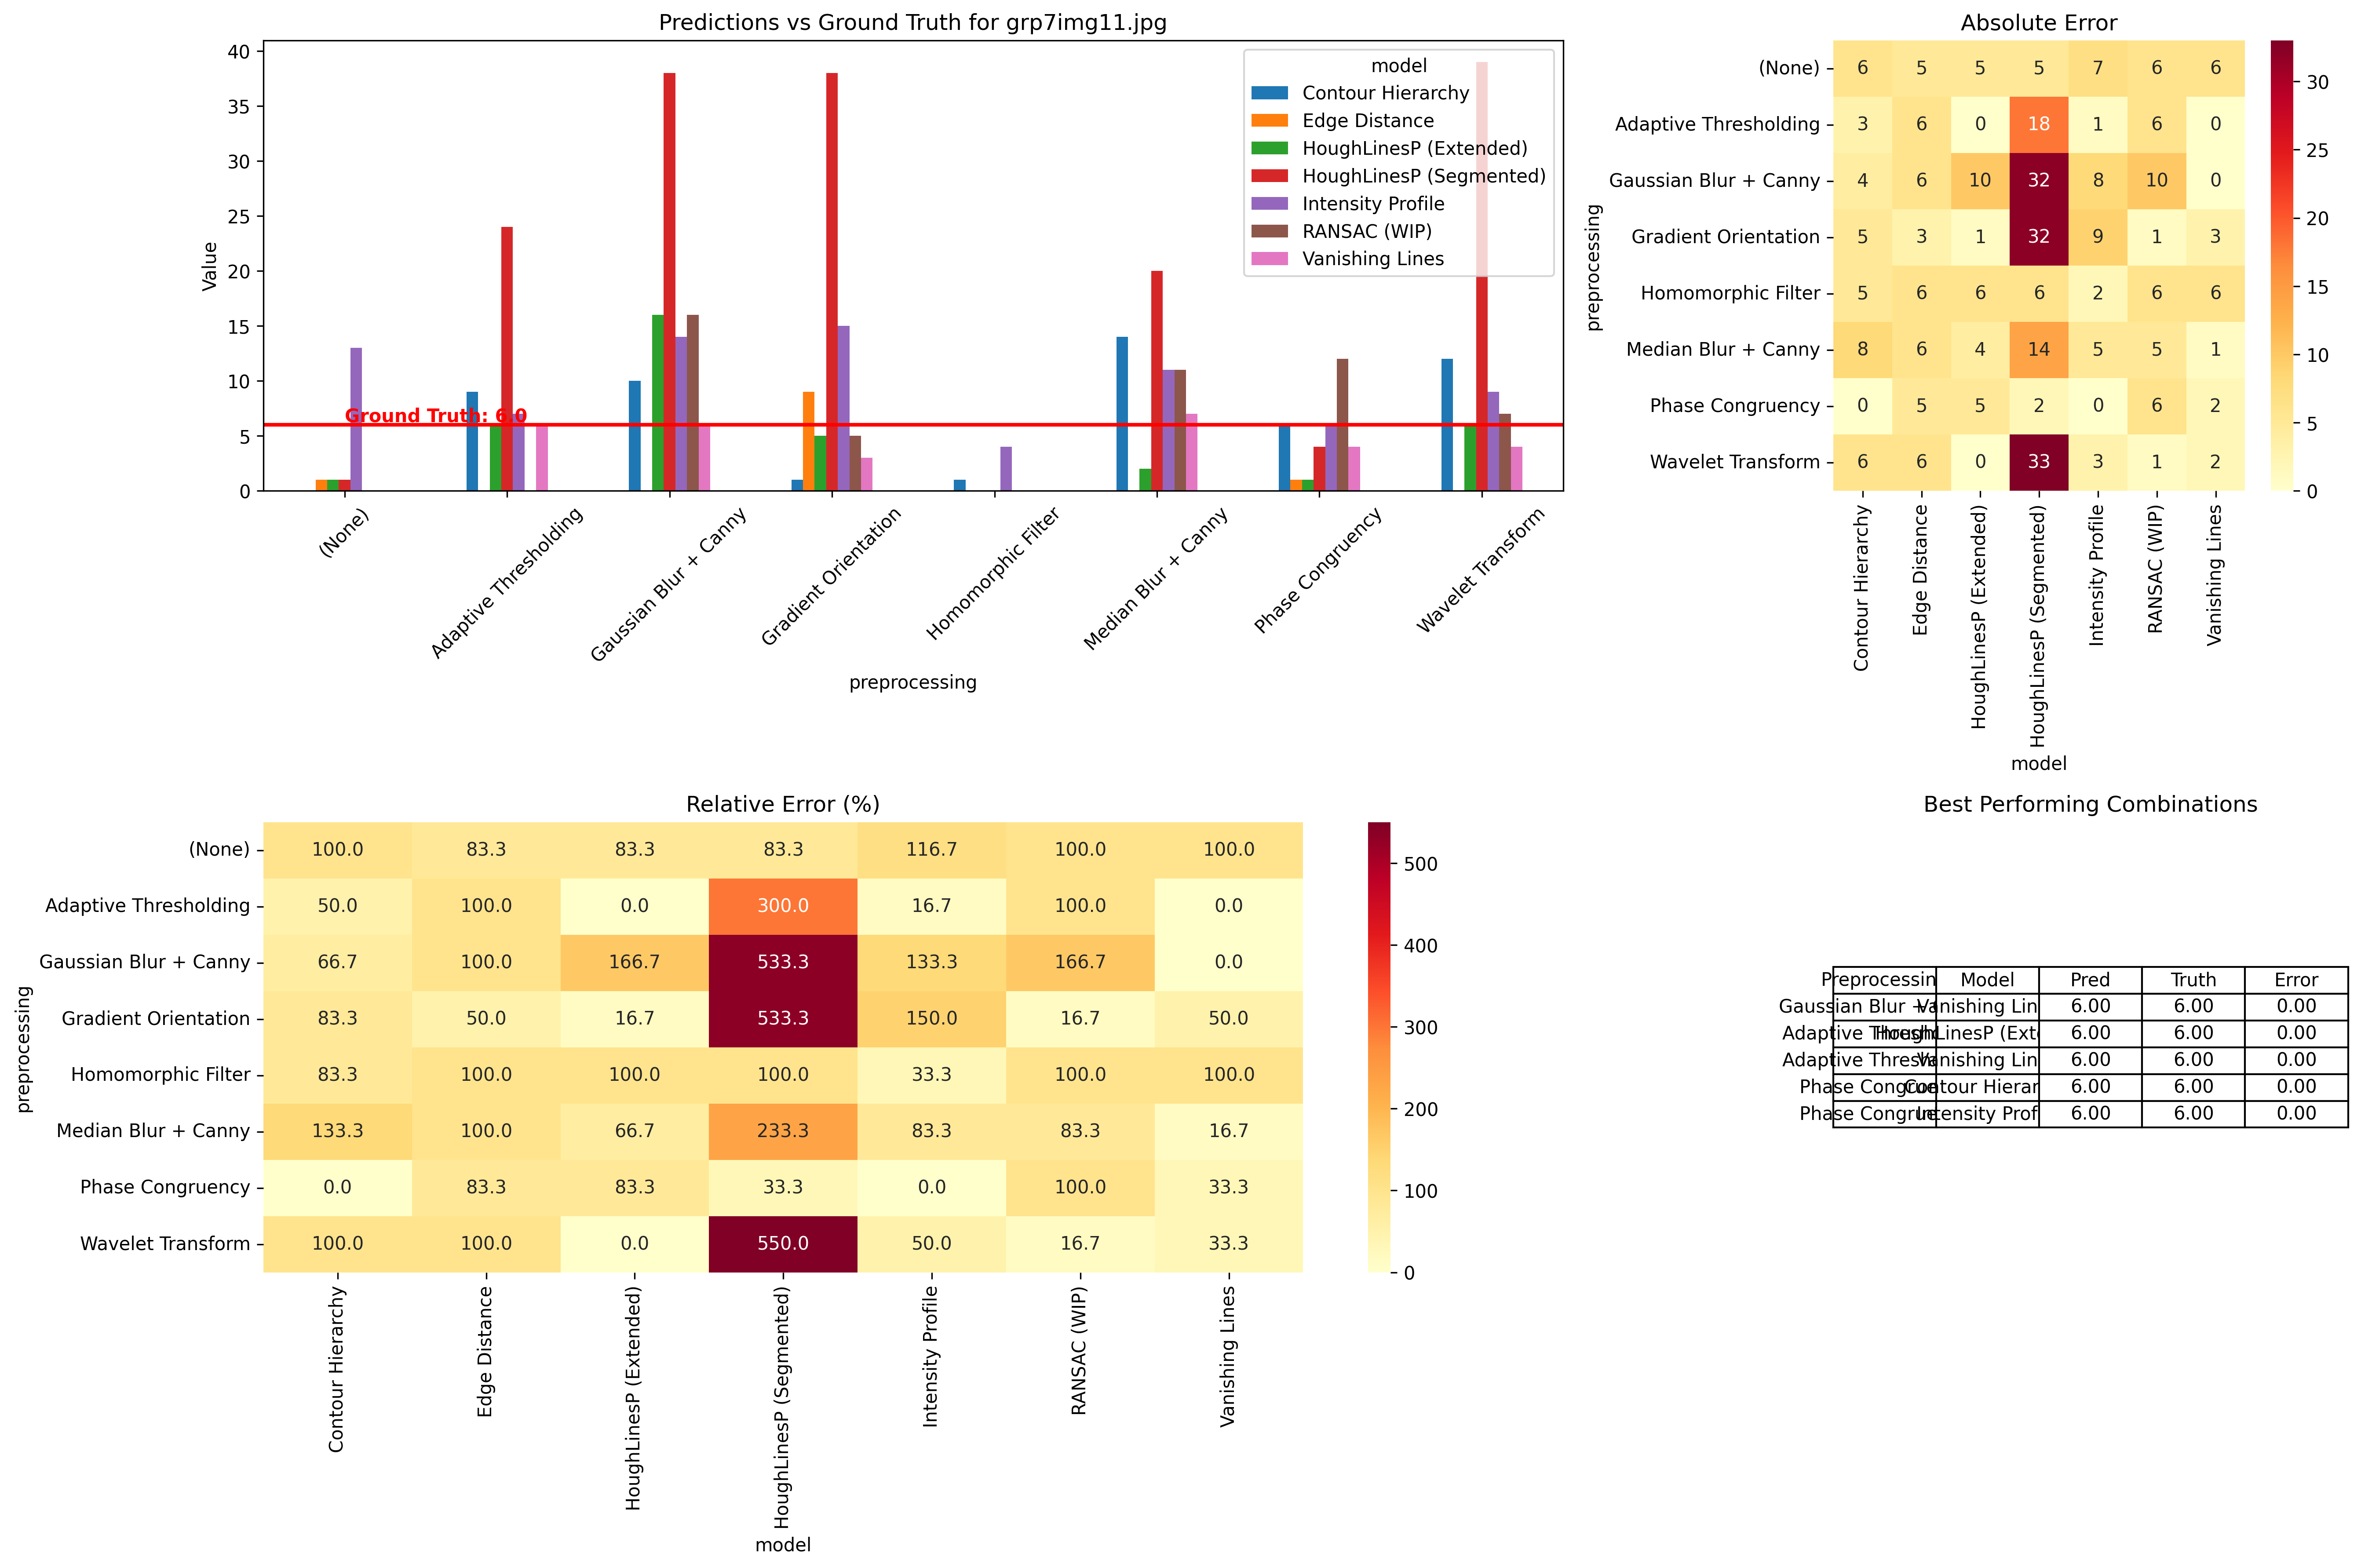 Predictions vs Ground Truth for grp7img11.jpg
Value
40
35
30
25
20
15
10
5
0
Ground Truth: 6.0
model
Contour Hierarchy
Edge Distance
HoughLinesP (Extended)
HoughLinesP (Segmented)
Intensity Profile
RANSAC (WIP)
Vanishing Lines
(None)
Adaptive Thresholding
Gaussian Blur + Canny
Gradient Orientation
Homomorphic Filter
Median Blur + Canny
Phase Congruency
Wavelet Transform
preprocessing
Absolute Error
preprocessing
(None) 6 5 5 5 7 6 6
Adaptive Thresholding 3 6 0 18 1 6 0
Gaussian Blur + Canny 4 6 10 32 8 10 0
Gradient Orientation 5 3 1 32 9 1 3
Homomorphic Filter 5 6 6 6 2 6 6
Median Blur + Canny 8 6 4 14 5 5 1
Phase Congruency 0 5 5 2 0 6 2
Wavelet Transform 6 6 0 33 3 1 2
Contour Hierarchy
Edge Distance
HoughLinesP (Extended)
HoughLinesP (Segmented)
Intensity Profile
RANSAC (WIP)
Vanishing Lines
model
30
25
20
15
10
5
0
Relative Error (%)
preprocessing
(None) 100.0 83.3 83.3 83.3 116.7 100.0 100.0
Adaptive Thresholding 50.0 100.0 0.0 300.0 16.7 100.0 0.0
Gaussian Blur + Canny 66.7 100.0 166.7 533.3 133.3 166.7 0.0
Gradient Orientation 83.3 50.0 16.7 533.3 150.0 16.7 50.0
Homomorphic Filter 83.3 100.0 100.0 100.0 33.3 100.0 100.0
Median Blur + Canny 133.3 100.0 66.7 233.3 83.3 83.3 16.7
Phase Congruency 0.0 83.3 83.3 33.3 0.0 100.0 33.3
Wavelet Transform 100.0 100.0 0.0 550.0 50.0 16.7 33.3
Contour Hierarchy
Edge Distance
HoughLinesP (Extended)
HoughLinesP (Segmented)
Intensity Profile
RANSAC (WIP)
Vanishing Lines
model
500
400
300
200
100
0
Best Performing Combinations
Preprocessin Model Pred Truth Error
Gaussian Blur + Vanishing Lin 6.00 6.00 0.00
Adaptive HoughLinesP (Ext 6.00 6.00 0.00
Adaptive Vanishing Lin 6.00 6.00 0.00
Phase Contour Hierar 6.00 6.00 0.00
Phase Intensity Prof 6.00 6.00 0.00